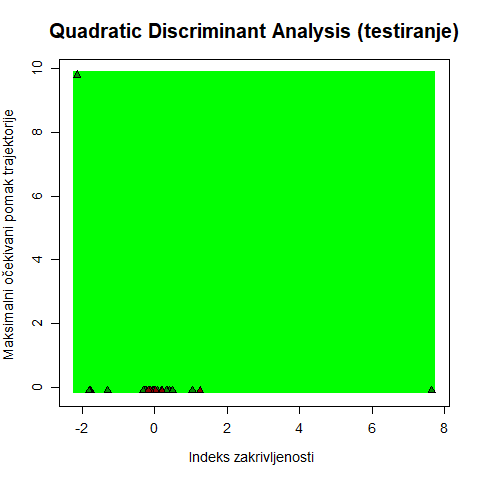 Quadratic Discriminant Analysis (testiranje)
Maksimalni očekivani pomak trajektorije
10
8
6
4
2
0
-2 0 2 4 6 8
Indeks zakrivljenosti